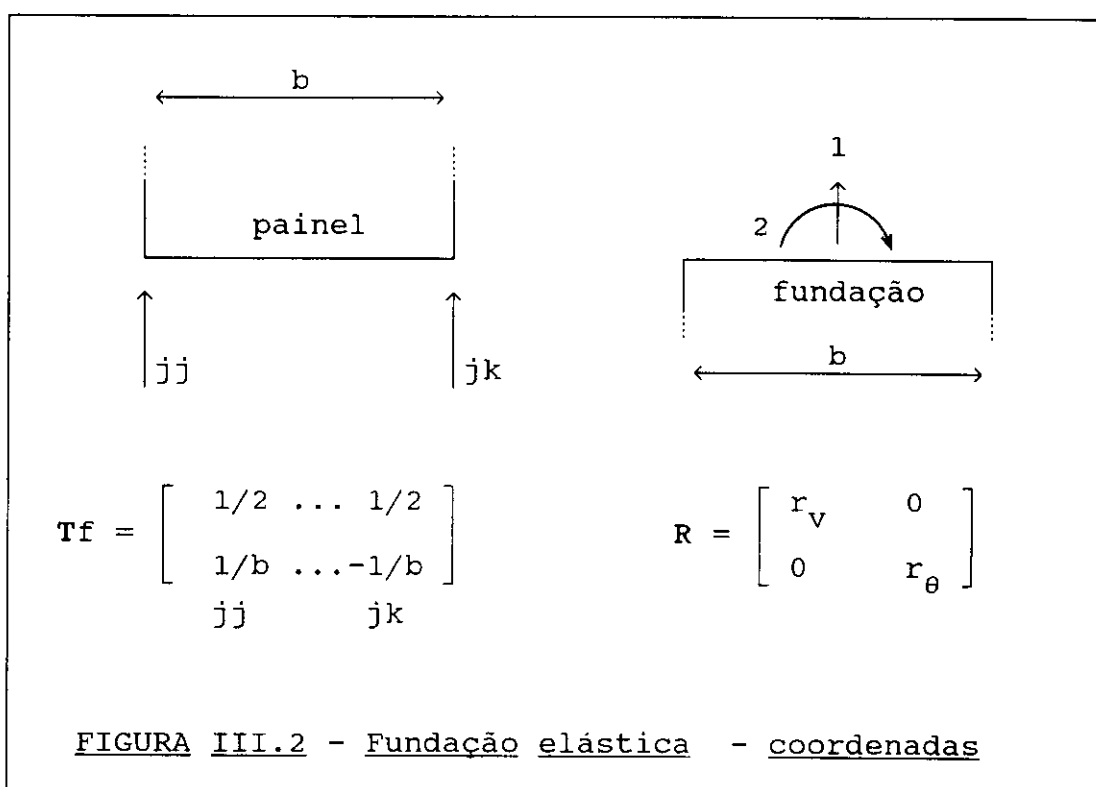 b
painel
jj
jk
1
2
fundação
b
Tf = [ 1/2 ... 1/2
1/b ...-1/b ]
jj jk
R = [ r_v 0
0 r_θ ]
FIGURA III.2 - Fundação elástica - coordenadas